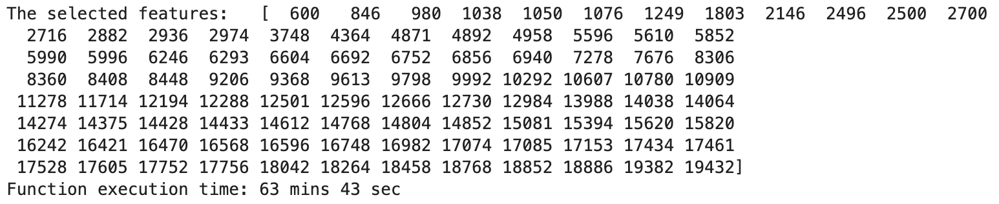 The selected features:   [  600   846   980  1038  1050  1076  1249  1803  2146  2496  2500  2700
  2716  2882  2936  2974  3748  4364  4871  4892  4958  5596  5610  5852
  5990  5996  6246  6293  6604  6692  6752  6856  6940  7278  7676  8306
  8360  8408  8448  9206  9368  9613  9798  9992 10292 10607 10780 10909
 11278 11714 12194 12288 12501 12596 12666 12730 12984 13988 14038 14064
 14274 14375 14428 14433 14612 14768 14804 14852 15081 15394 15620 15820
 16242 16421 16470 16568 16596 16748 16982 17074 17085 17153 17434 17461
 17528 17605 17752 17756 18042 18264 18458 18768 18852 18886 19382 19432]
Function execution time: 63 mins 43 sec